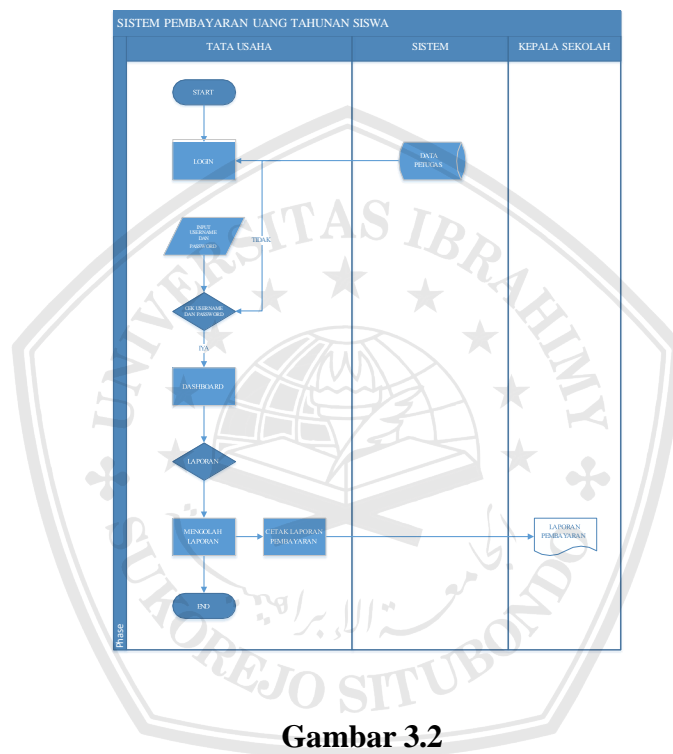 SISTEM PEMBAYARAN UANG TAHUNAN SISWA
TATA USAHA
SISTEM
KEPALA SEKOLAH
START
LOGIN
DATA
PETUGAS
INPUT
USERNAME
DAN
PASSWORD
TIDAK
CEK USERNAME
DAN PASSWORD
IYA
DASHBOARD
LAPORAN
MENGOLAH
LAPORAN
CETAK LAPORAN
PEMBAYARAN
LAPORAN
PEMBAYARAN
END
Phase
UNIVERSITAS IBRAHIMY
SUKOREJO SITUBONDO
Gambar 3.2